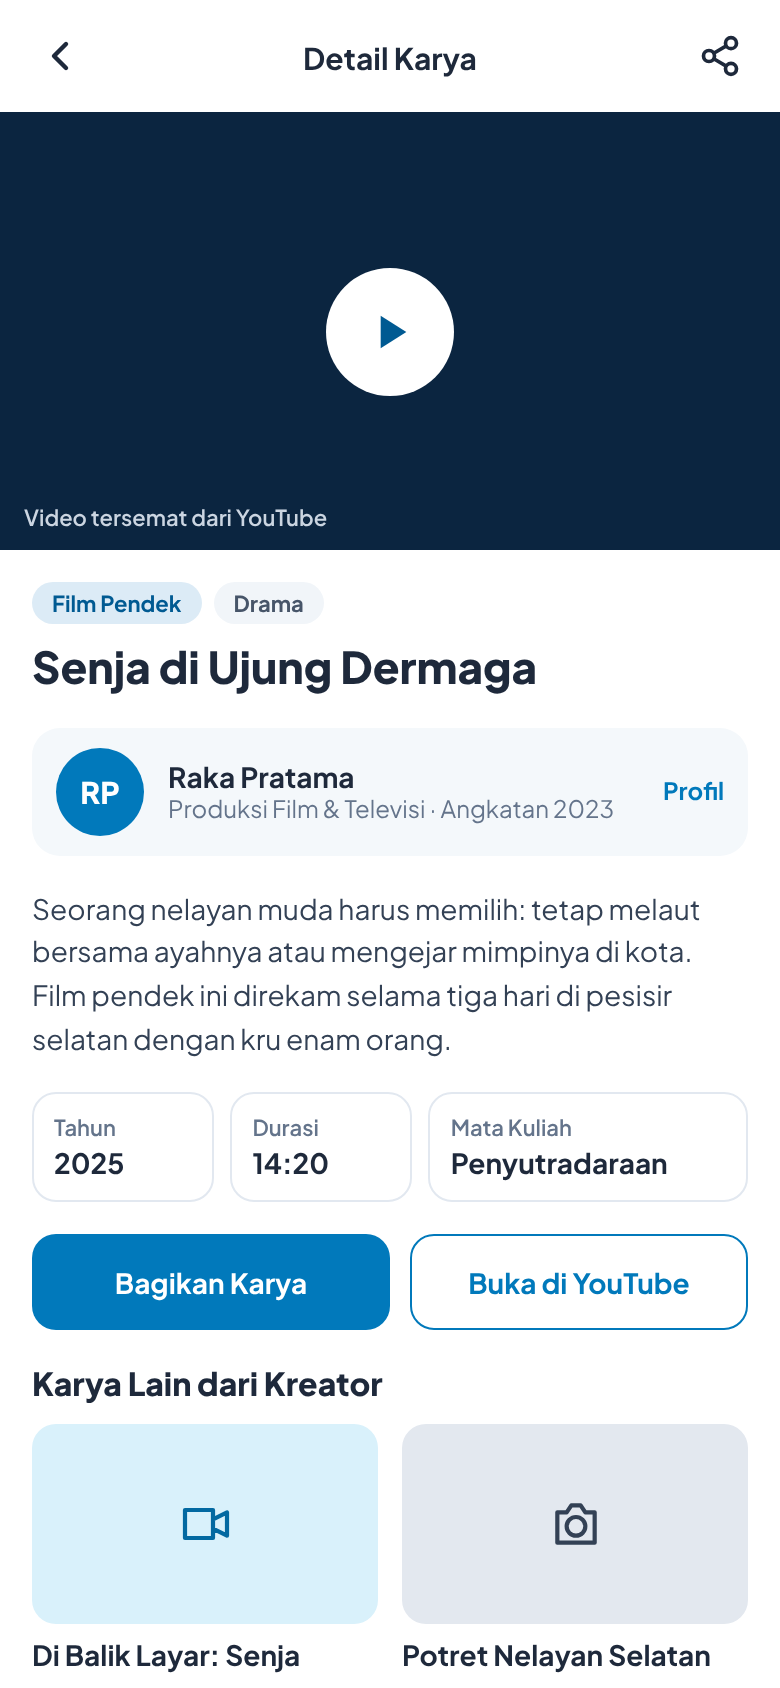 Detail Karya
Video tersemat dari YouTube
Film Pendek
Drama
Senja di Ujung Dermaga
RP
Raka Pratama
Produksi Film & Televisi · Angkatan 2023
Profil
Seorang nelayan muda harus memilih: tetap melaut
bersama ayahnya atau mengejar mimpinya di kota.
Film pendek ini direkam selama tiga hari di pesisir
selatan dengan kru enam orang.
Tahun
2025
Durasi
14:20
Mata Kuliah
Penyutradaraan
Bagikan Karya
Buka di YouTube
Karya Lain dari Kreator
Di Balik Layar: Senja
Potret Nelayan Selatan